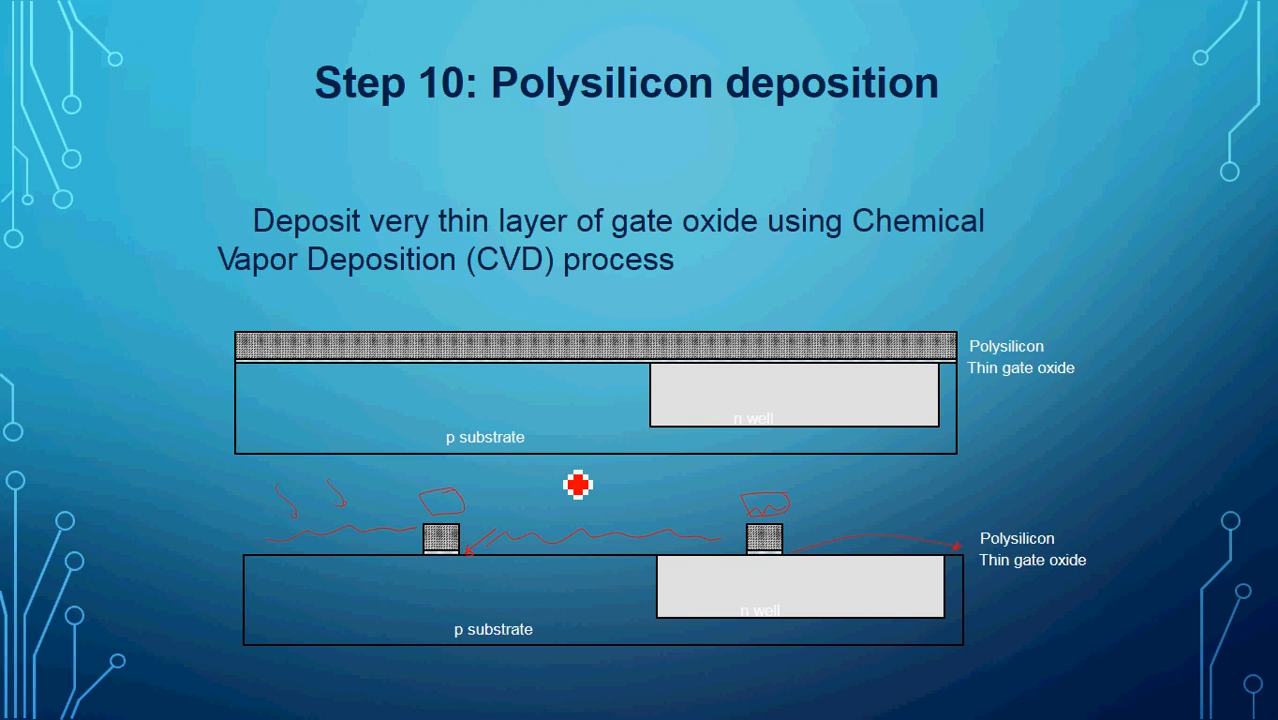 Step 10: Polysilicon deposition
Deposit very thin layer of gate oxide using Chemical
Vapor Deposition (CVD) process
Polysilicon
Thin gate oxide
n well
p substrate
Polysilicon
Thin gate oxide
n well
p substrate